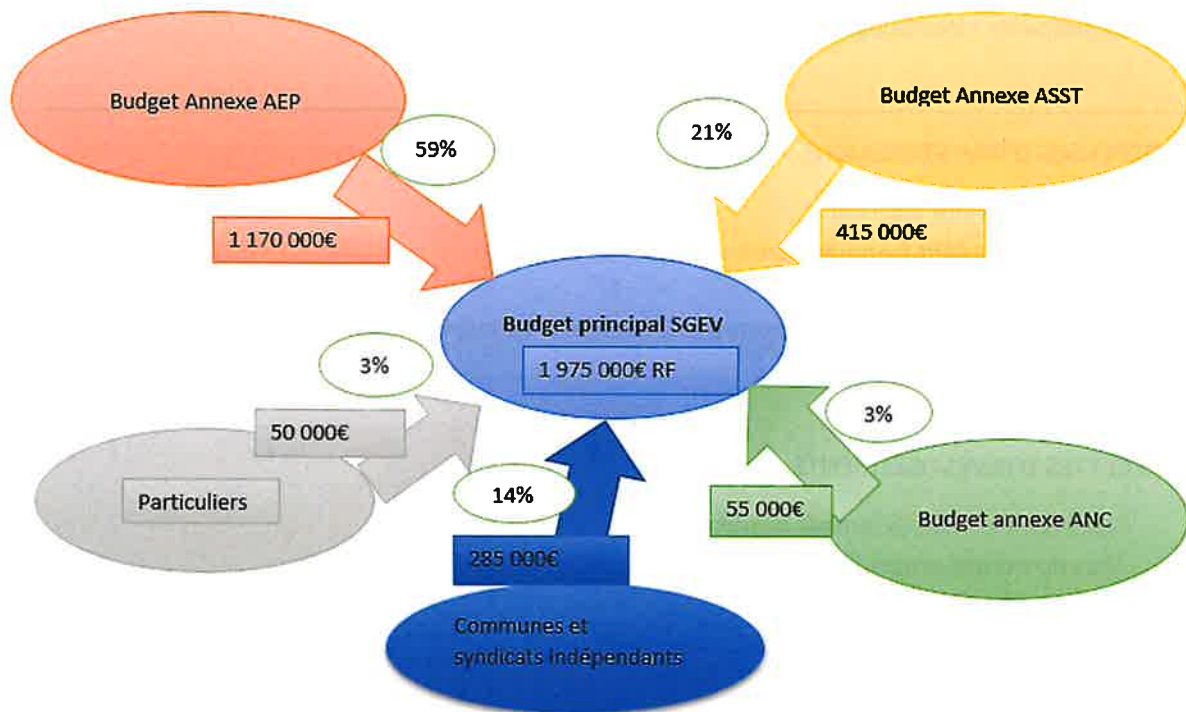 Budget Annexe AEP
Budget Annexe ASST
59%
21%
1 170 000€
415 000€
Budget principal SGEV
1 975 000€ RF
3%
50 000€
3%
Particuliers
14%
55 000€
Budget annexe ANC
285 000€
Communes et
syndicats indépendants